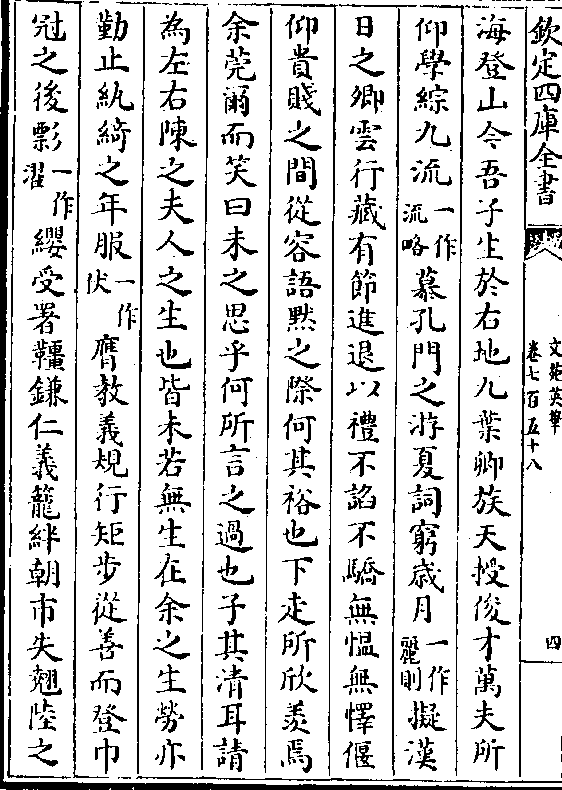 欽定四庫全書
文苑英華
卷七百五十八
四
海登山今吾子生於右地九葉卿族天授俊才萬夫所
仰學綜九流一作流略慕孔門之游夏詞窮歲月一作麗則擬漢
日之卿雲行藏有節進退以禮不諂不驕無慍無懌偃
仰貴賤之間從容語默之際何其裕也下走所欣羨焉
余莞爾而笑曰未之思乎何所言之過也子其清耳請
為左右陳之夫人之生也皆未若無生在余之生勞亦
勤止紈綺之年服一作伏膺教義規行矩步從善而登巾
冠之後影一作濯纓受署韁鎌仁義籠絆朝市失翹陸之